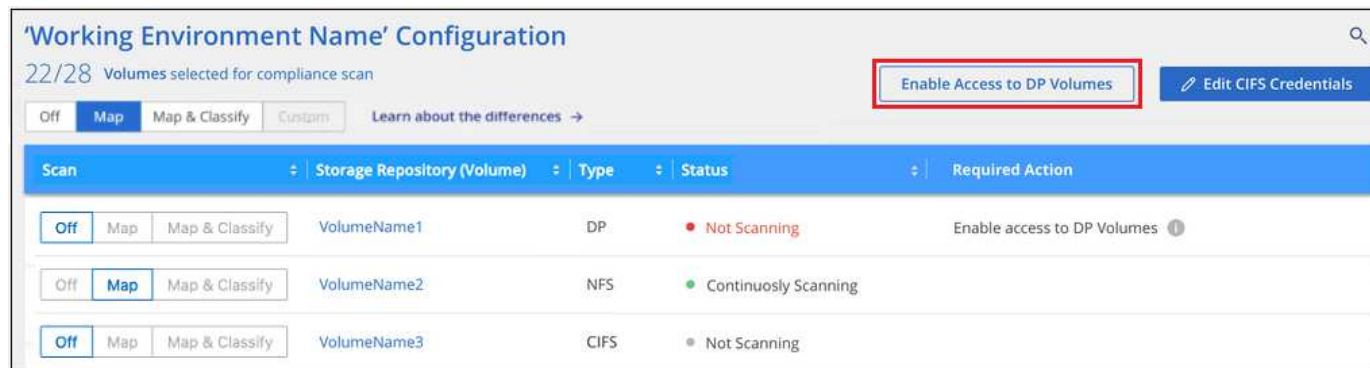 'Working Environment Name' Configuration
22/28 Volumes selected for compliance scan
Enable Access to DP Volumes
Edit CIFS Credentials
Off Map Map & Classify Custom Learn about the differences →
Scan Storage Repository (Volume) Type Status Required Action
Off Map Map & Classify VolumeName1 DP Not Scanning Enable access to DP Volumes
Off Map Map & Classify VolumeName2 NFS Continuosly Scanning
Off Map Map & Classify VolumeName3 CIFS Not Scanning